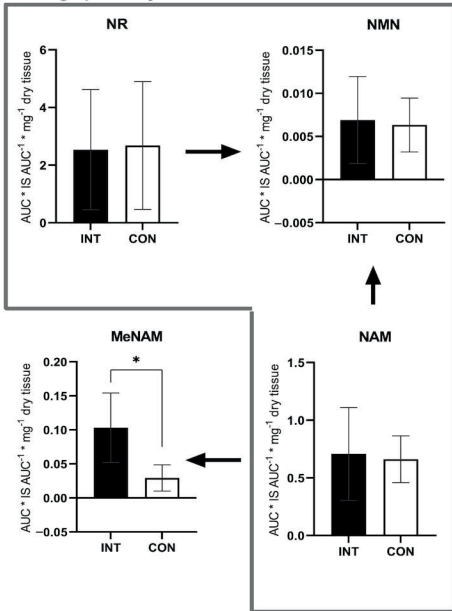 NR
AUC * IS AUC⁻¹ * mg⁻¹ dry tissue
6
4
2
0
INT CON
NMN
AUC * IS AUC⁻¹ * mg⁻¹ dry tissue
0.015
0.010
0.005
0.000
−0.005
INT CON
MeNAM
AUC * IS AUC⁻¹ * mg⁻¹ dry tissue
0.20
0.15
0.10
0.05
0.00
−0.05
*
INT CON
NAM
AUC * IS AUC⁻¹ * mg⁻¹ dry tissue
1.5
1.0
0.5
0.0
INT CON